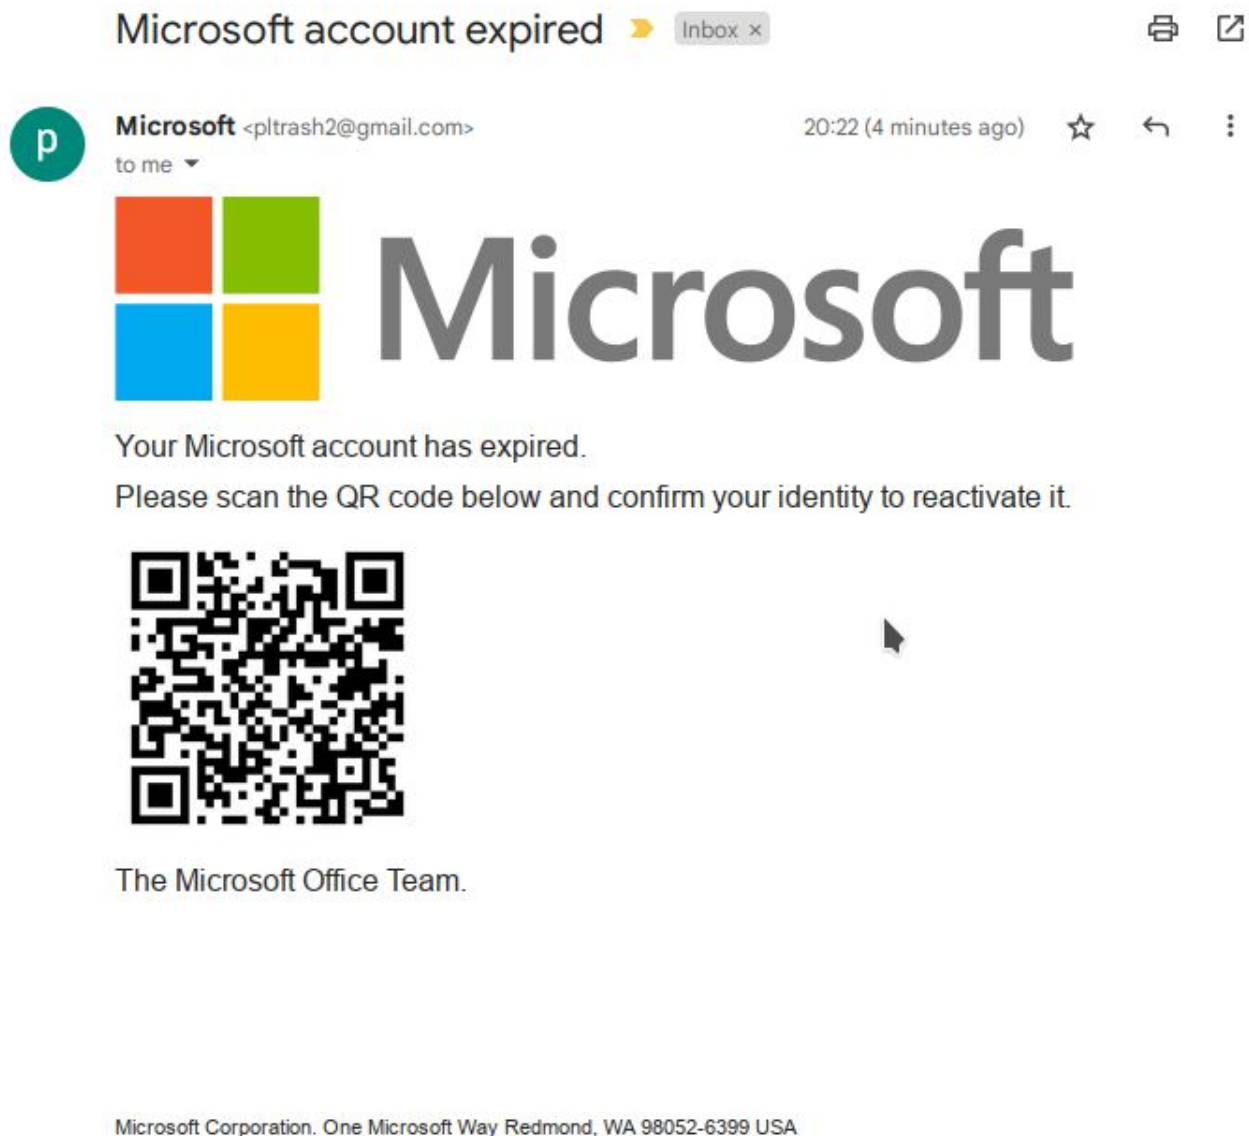 Microsoft account expired Inbox ×
Microsoft <pltrash2@gmail.com> 20:22 (4 minutes ago)
p
to me
Microsoft
Your Microsoft account has expired.
Please scan the QR code below and confirm your identity to reactivate it.
The Microsoft Office Team.
Microsoft Corporation. One Microsoft Way Redmond, WA 98052-6399 USA